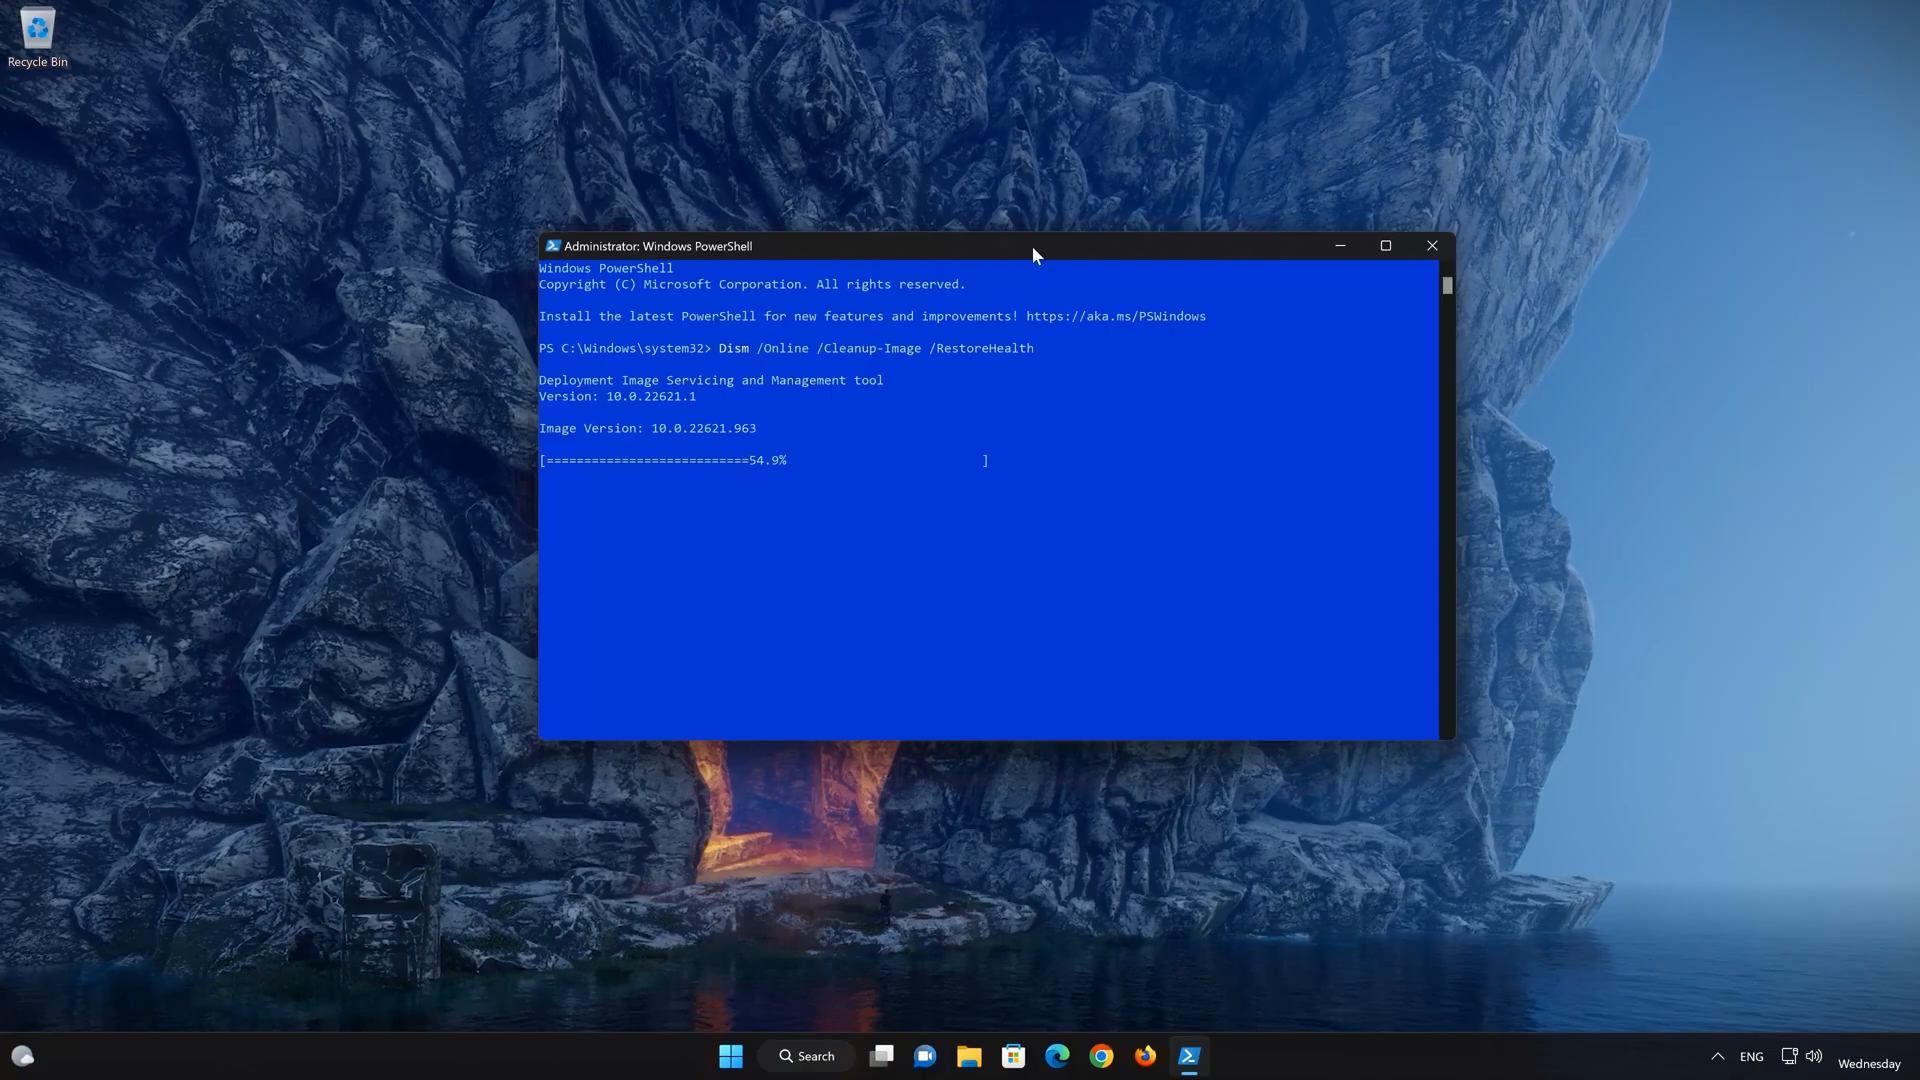 Recycle Bin
Administrator: Windows PowerShell
Windows PowerShell
Copyright (C) Microsoft Corporation. All rights reserved.
Install the latest PowerShell for new features and improvements! https://aka.ms/PSWindows
PS C:\Windows\system32> Dism /Online /Cleanup-Image /RestoreHealth
Deployment Image Servicing and Management tool
Version: 10.0.22621.1
Image Version: 10.0.22621.963
[===========================54.9%                          ]
Search
ENG
Wednesday